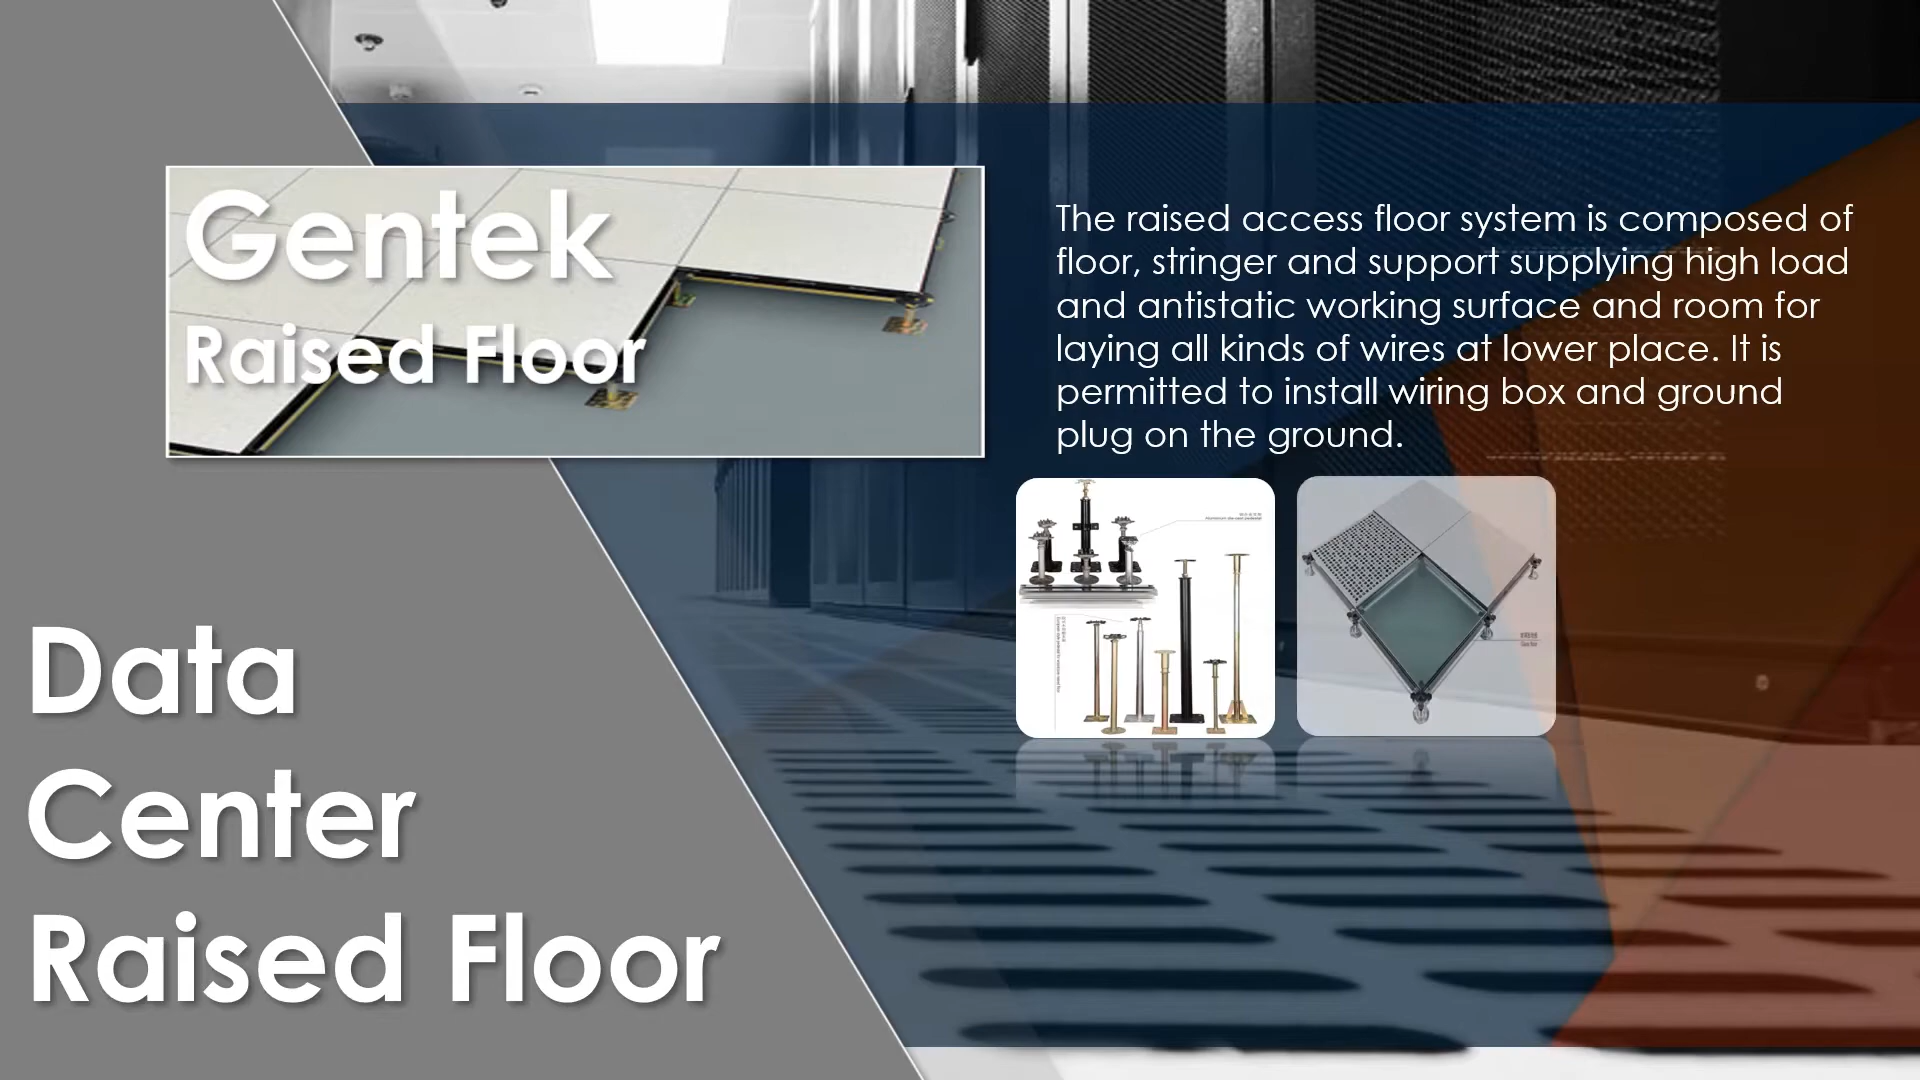 Gentek
Raised Floor
The raised access floor system is composed of
floor, stringer and support supplying high load
and antistatic working surface and room for
laying all kinds of wires at lower place. It is
permitted to install wiring box and ground
plug on the ground.
Data
Center
Raised Floor